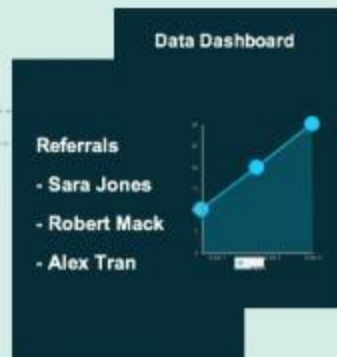 Data Dashboard
Referrals
- Sara Jones
- Robert Mack
- Alex Tran